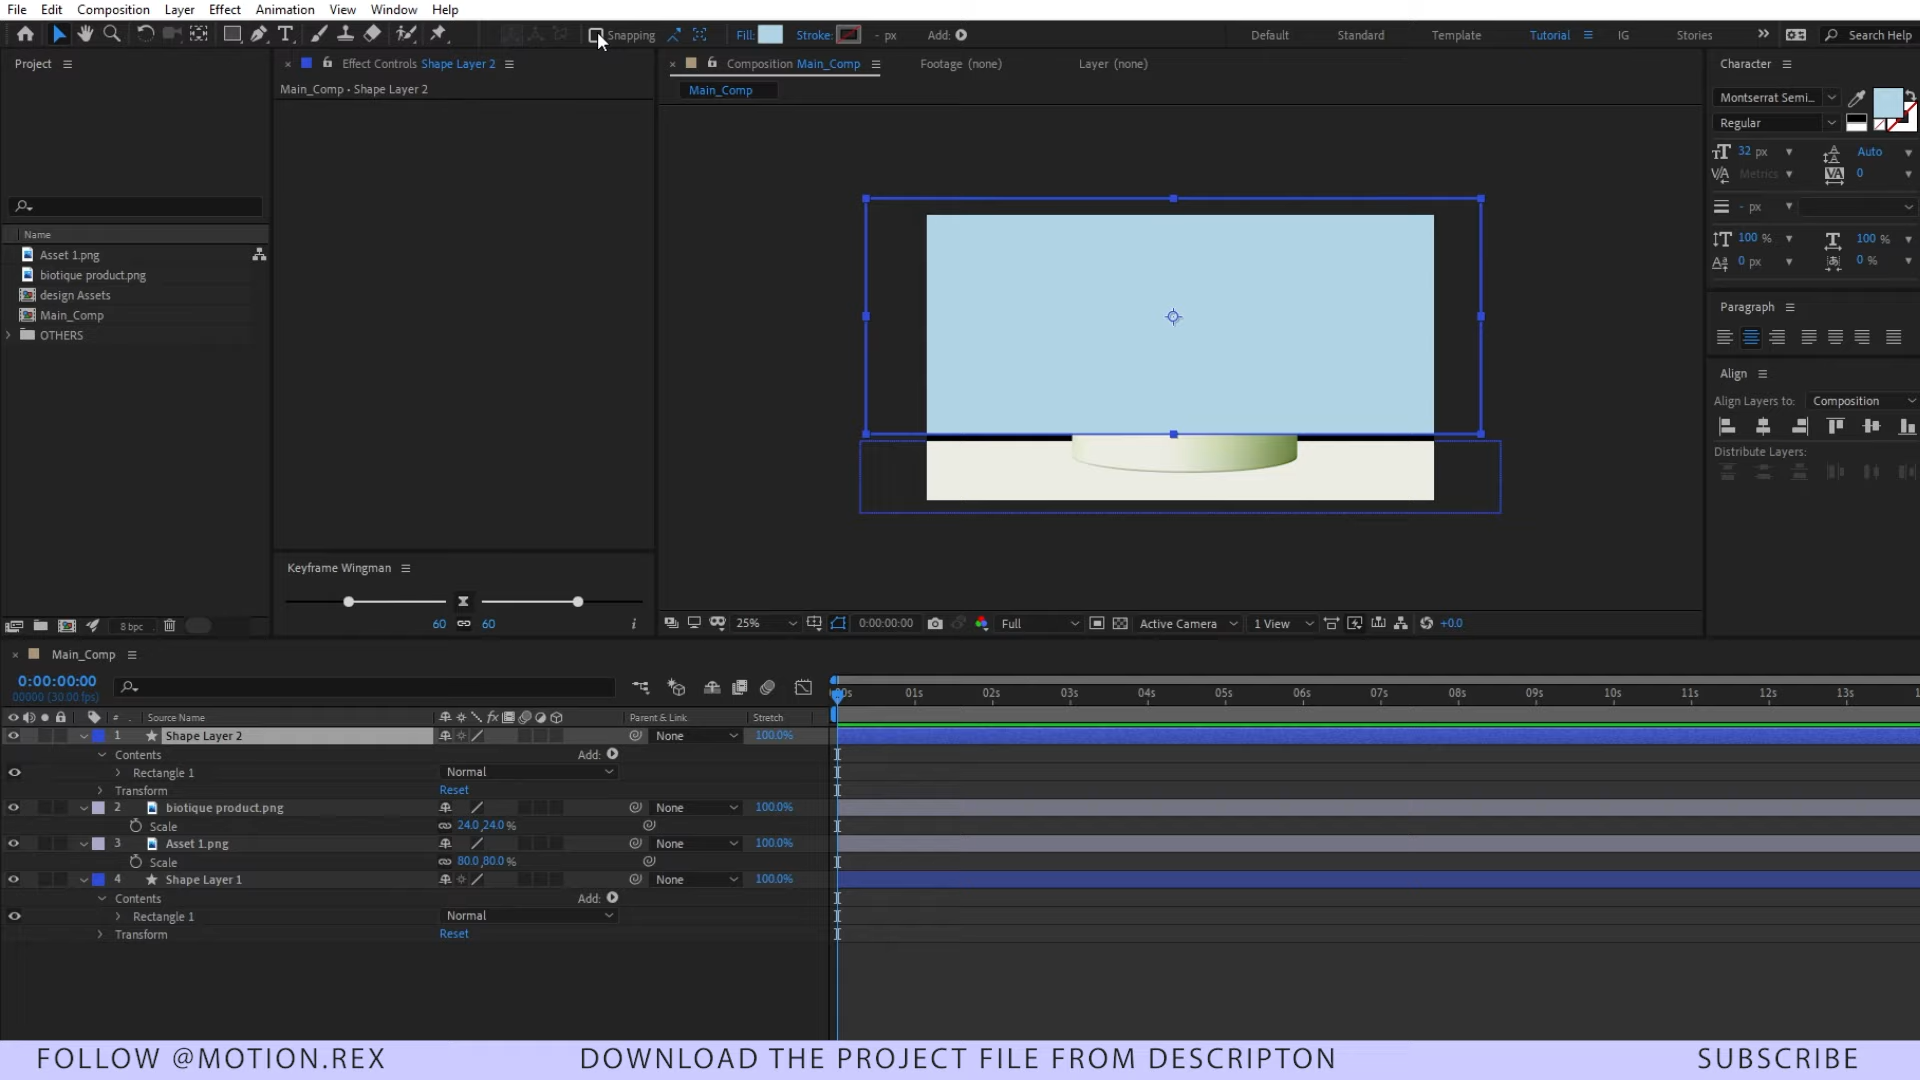 File Edit Composition Layer Effect Animation View Window Help
Snapping Fill: Stroke: - px Add: Default Standard Template Tutorial IG Stories Search Help
Project
Effect Controls Shape Layer 2
Main_Comp • Shape Layer 2
Composition Main_Comp Footage (none) Layer (none)
Main_Comp
Name
Asset 1.png
biotique product.png
design Assets
Main_Comp
OTHERS
Keyframe Wingman
60 60 i
8 bpc
25% 0:00:00:00 Full Active Camera 1 View +0.0
Character
Montserrat Semi...
Regular
32 px Auto
Metrics 0
- px
100 % 100 %
0 px 0 %
Paragraph
Align
Align Layers to: Composition
Distribute Layers:
Main_Comp
0:00:00:00
00000 (30.00 fps)
# . Source Name Parent & Link Stretch
1 Shape Layer 2 None 100.0%
Contents Add:
Rectangle 1 Normal
Transform Reset
2 biotique product.png None 100.0%
Scale 24.0,24.0 %
3 Asset 1.png None 100.0%
Scale 80.0,80.0 %
4 Shape Layer 1 None 100.0%
Contents Add:
Rectangle 1 Normal
Transform Reset
01s 02s 03s 04s 05s 06s 07s 08s 09s 10s 11s 12s 13s
FOLLOW @MOTION.REX DOWNLOAD THE PROJECT FILE FROM DESCRIPTON SUBSCRIBE